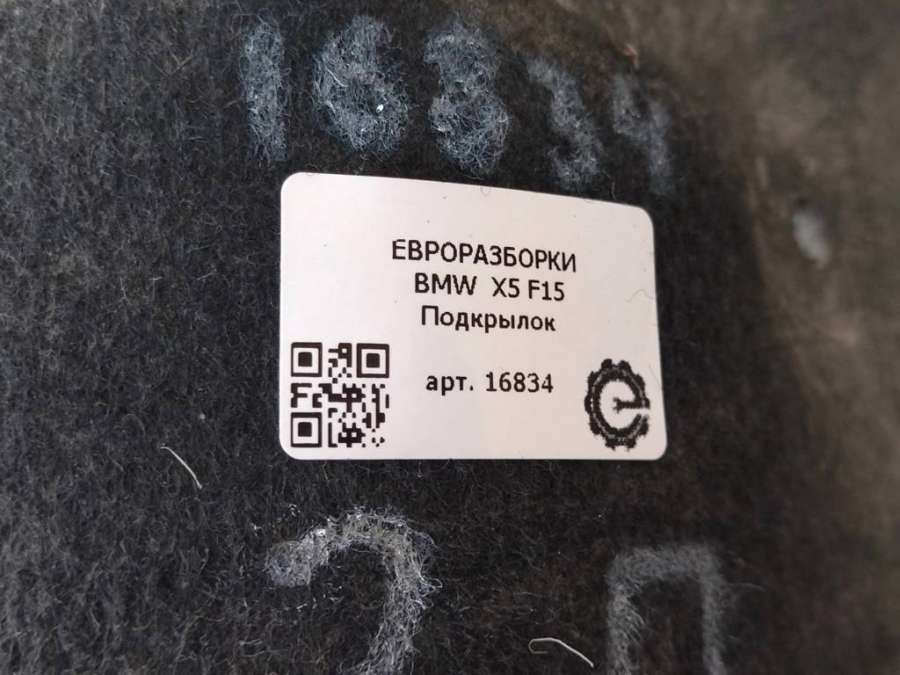 16834
ЕВРОРАЗБОРКИ
BMW X5 F15
Подкрылок
арт. 16834